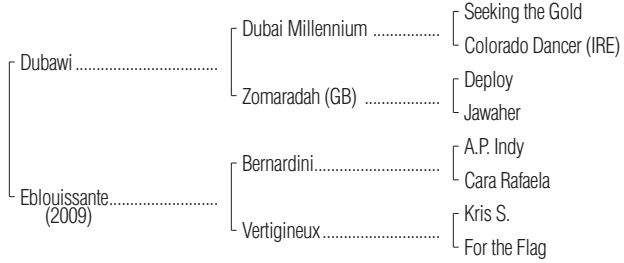 Seeking the Gold
Dubai Millennium ................
Colorado Dancer (IRE)
Dubawi ..................................
Deploy
Zomaradah (GB) ..................
Jawaher
A.P. Indy
Bernardini..............................
Cara Rafaela
Eblouissante..........................
(2009)
Kris S.
Vertigineux............................
For the Flag